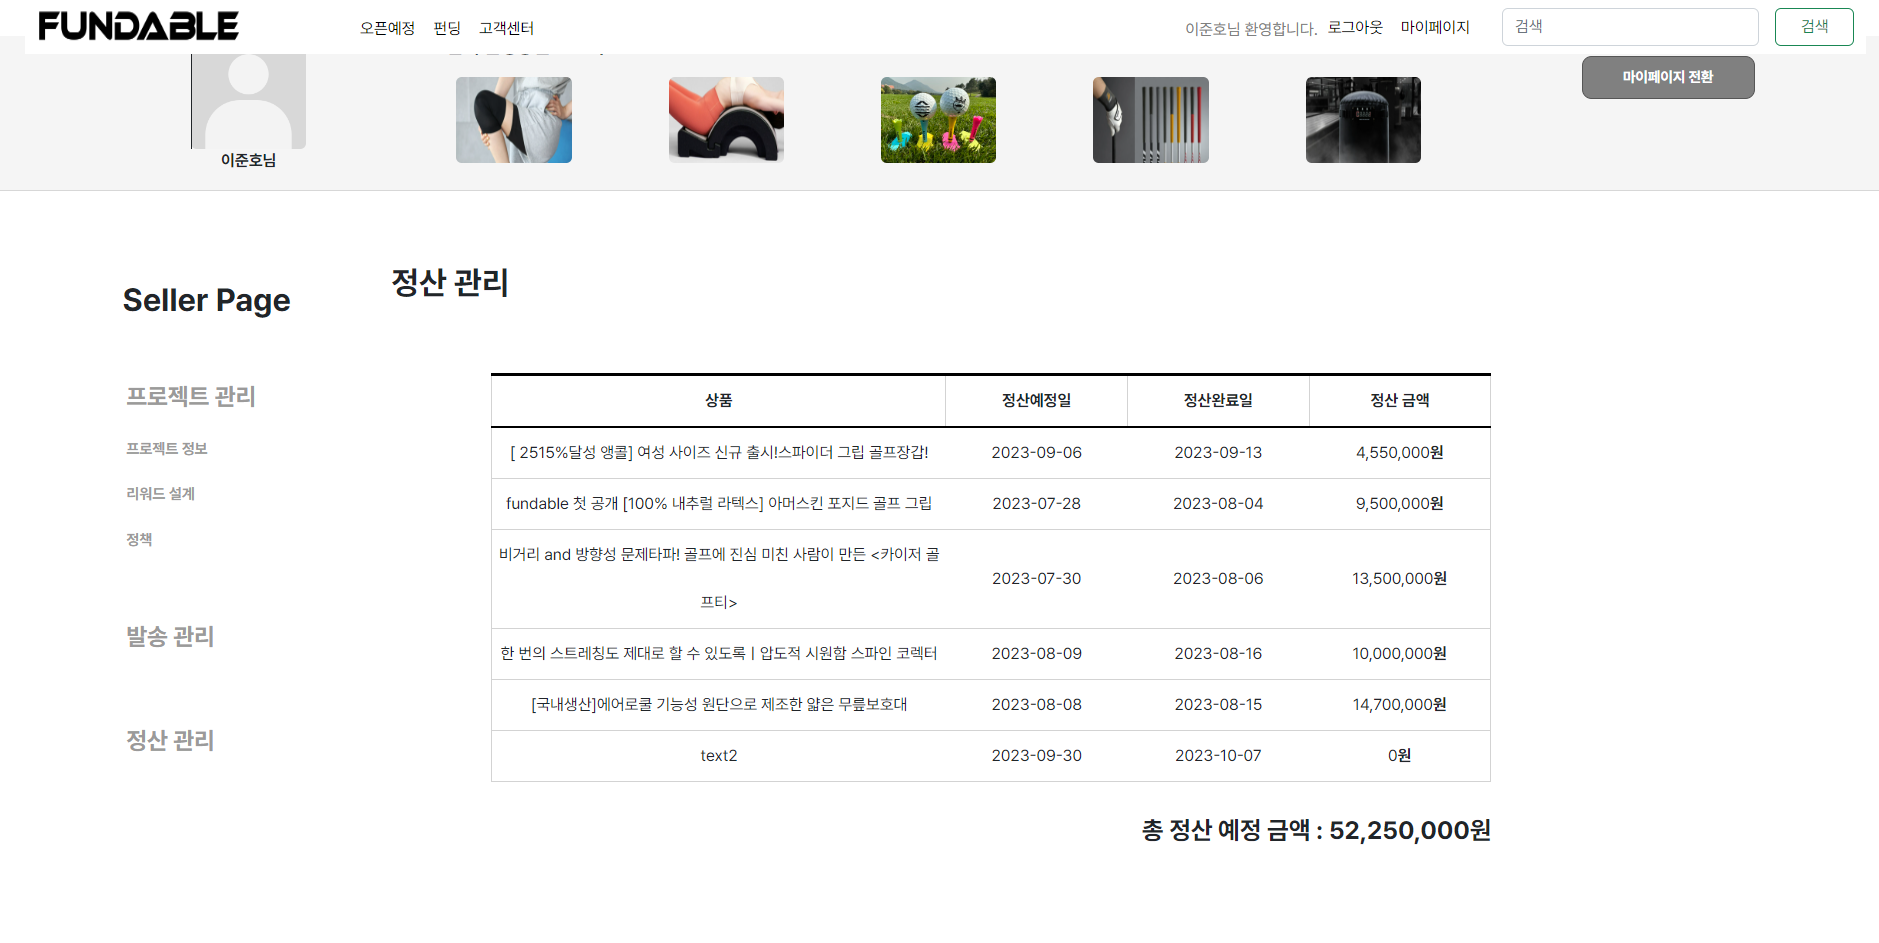 FUNDABLE
오픈예정 펀딩 고객센터
이준호님 환영합니다. 로그아웃 마이페이지
검색
검색
마이페이지 전환
이준호님
Seller Page
프로젝트 관리
프로젝트 정보
리워드 설계
정책
발송 관리
정산 관리
정산 관리
상품 정산예정일 정산완료일 정산 금액
[ 2515%달성 앵콜] 여성 사이즈 신규 출시!스파이더 그립 골프장갑! 2023-09-06 2023-09-13 4,550,000원
fundable 첫 공개 [100% 내추럴 라텍스] 아머스킨 포지드 골프 그립 2023-07-28 2023-08-04 9,500,000원
비거리 and 방향성 문제타파! 골프에 진심 미친 사람이 만든 <카이저 골
프티> 2023-07-30 2023-08-06 13,500,000원
한 번의 스트레칭도 제대로 할 수 있도록 | 압도적 시원함 스파인 코렉터 2023-08-09 2023-08-16 10,000,000원
[국내생산]에어로쿨 기능성 원단으로 제조한 얇은 무릎보호대 2023-08-08 2023-08-15 14,700,000원
text2 2023-09-30 2023-10-07 0원
총 정산 예정 금액 : 52,250,000원